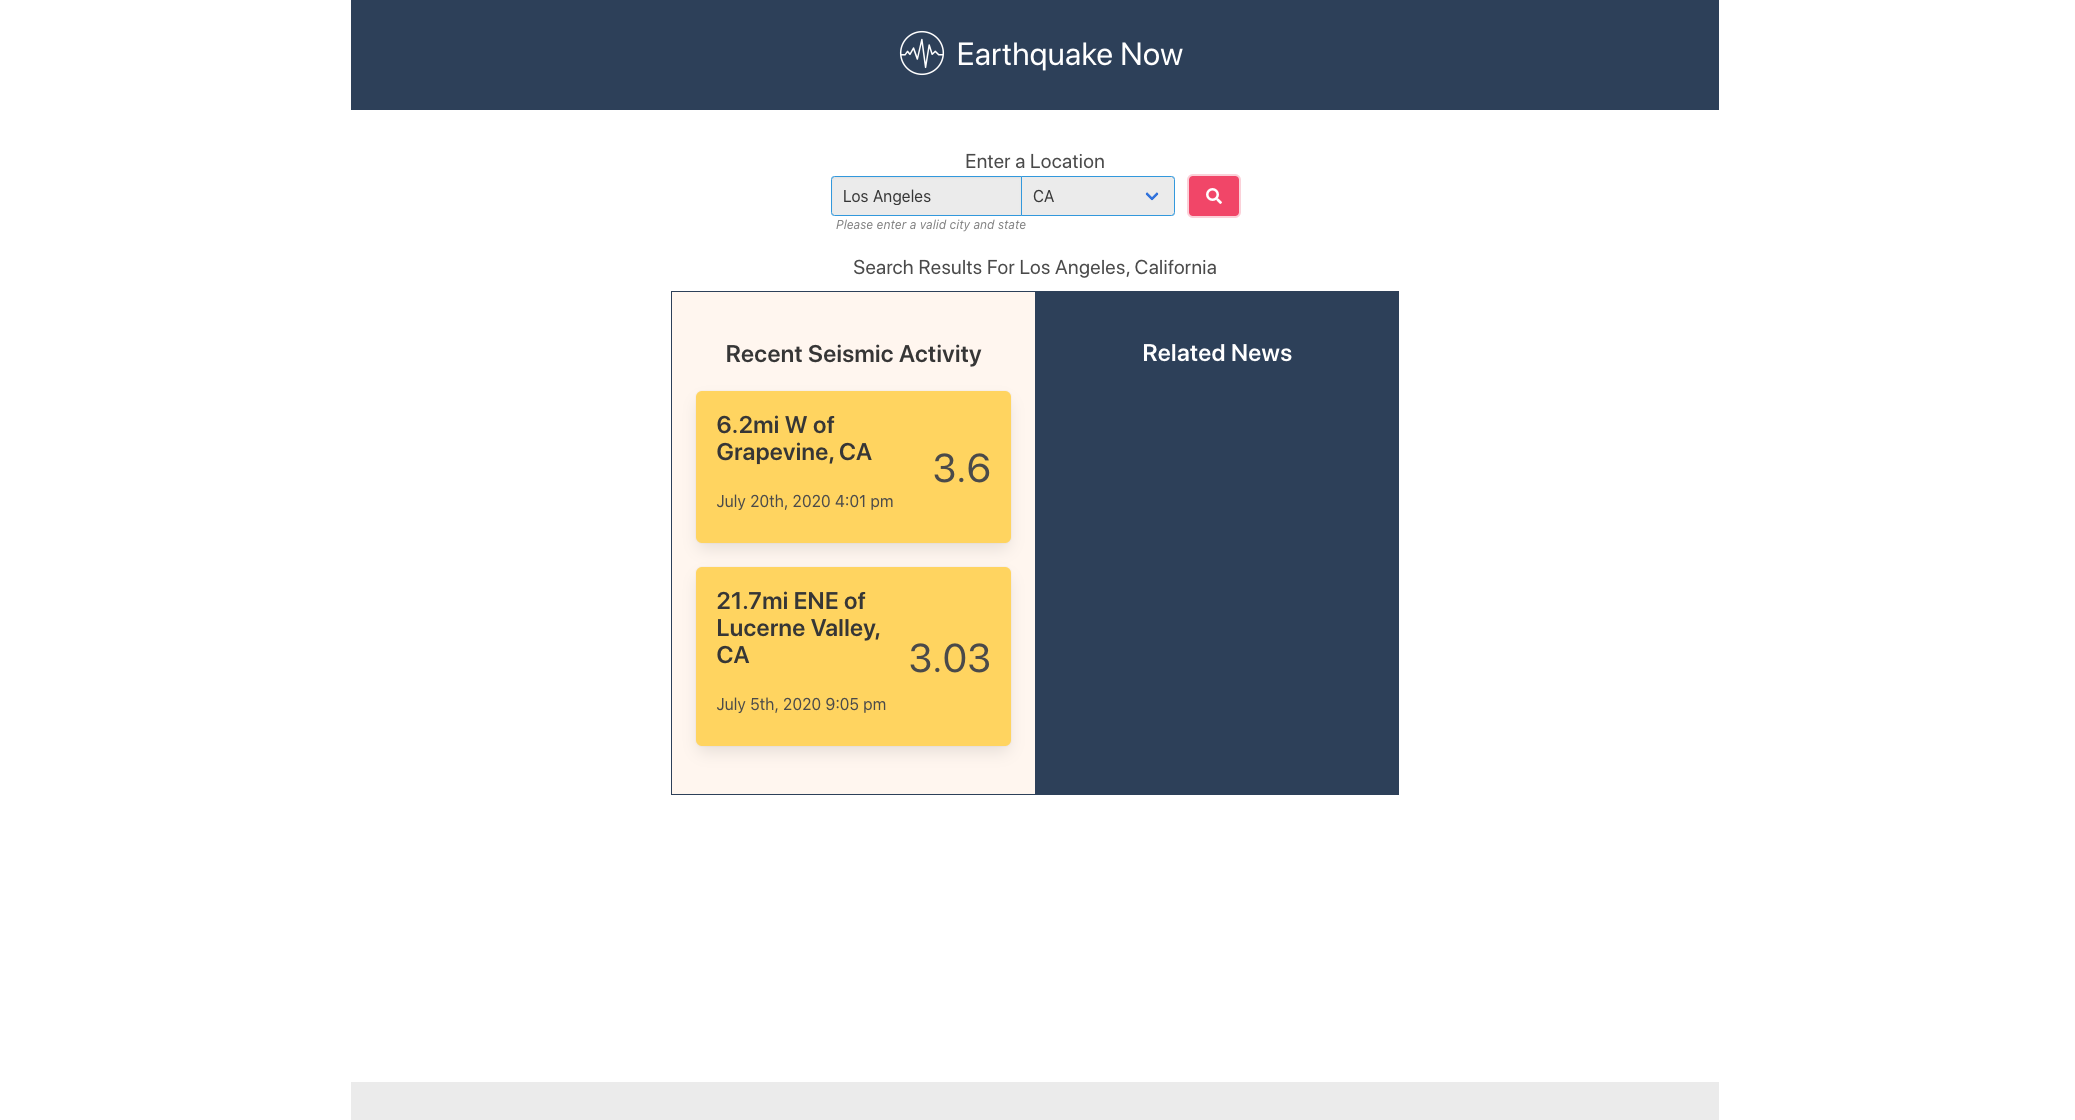 Earthquake Now
Enter a Location
Los Angeles
CA
Please enter a valid city and state
Search Results For Los Angeles, California
Recent Seismic Activity
6.2mi W of
Grapevine, CA
3.6
July 20th, 2020 4:01 pm
21.7mi ENE of
Lucerne Valley,
CA
3.03
July 5th, 2020 9:05 pm
Related News